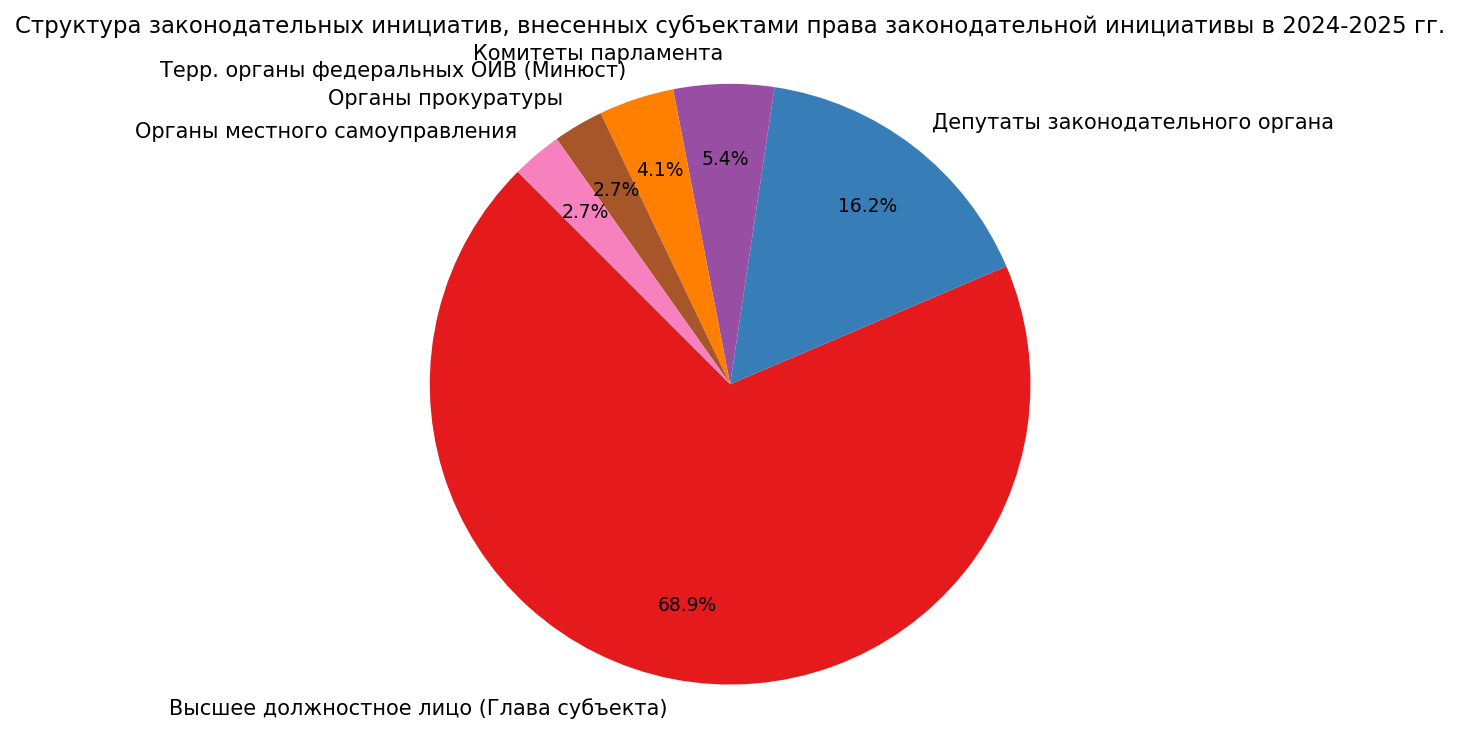 Структура законодательных инициатив, внесенных субъектами права законодательной инициативы в 2024-2025 гг.
Комитеты парламента
Терр. органы федеральных ОИВ (Минюст)
Органы прокуратуры
Депутаты законодательного органа
Органы местного самоуправления
5.4%
4.1%
2.7%
16.2%
2.7%
68.9%
Высшее должностное лицо (Глава субъекта)